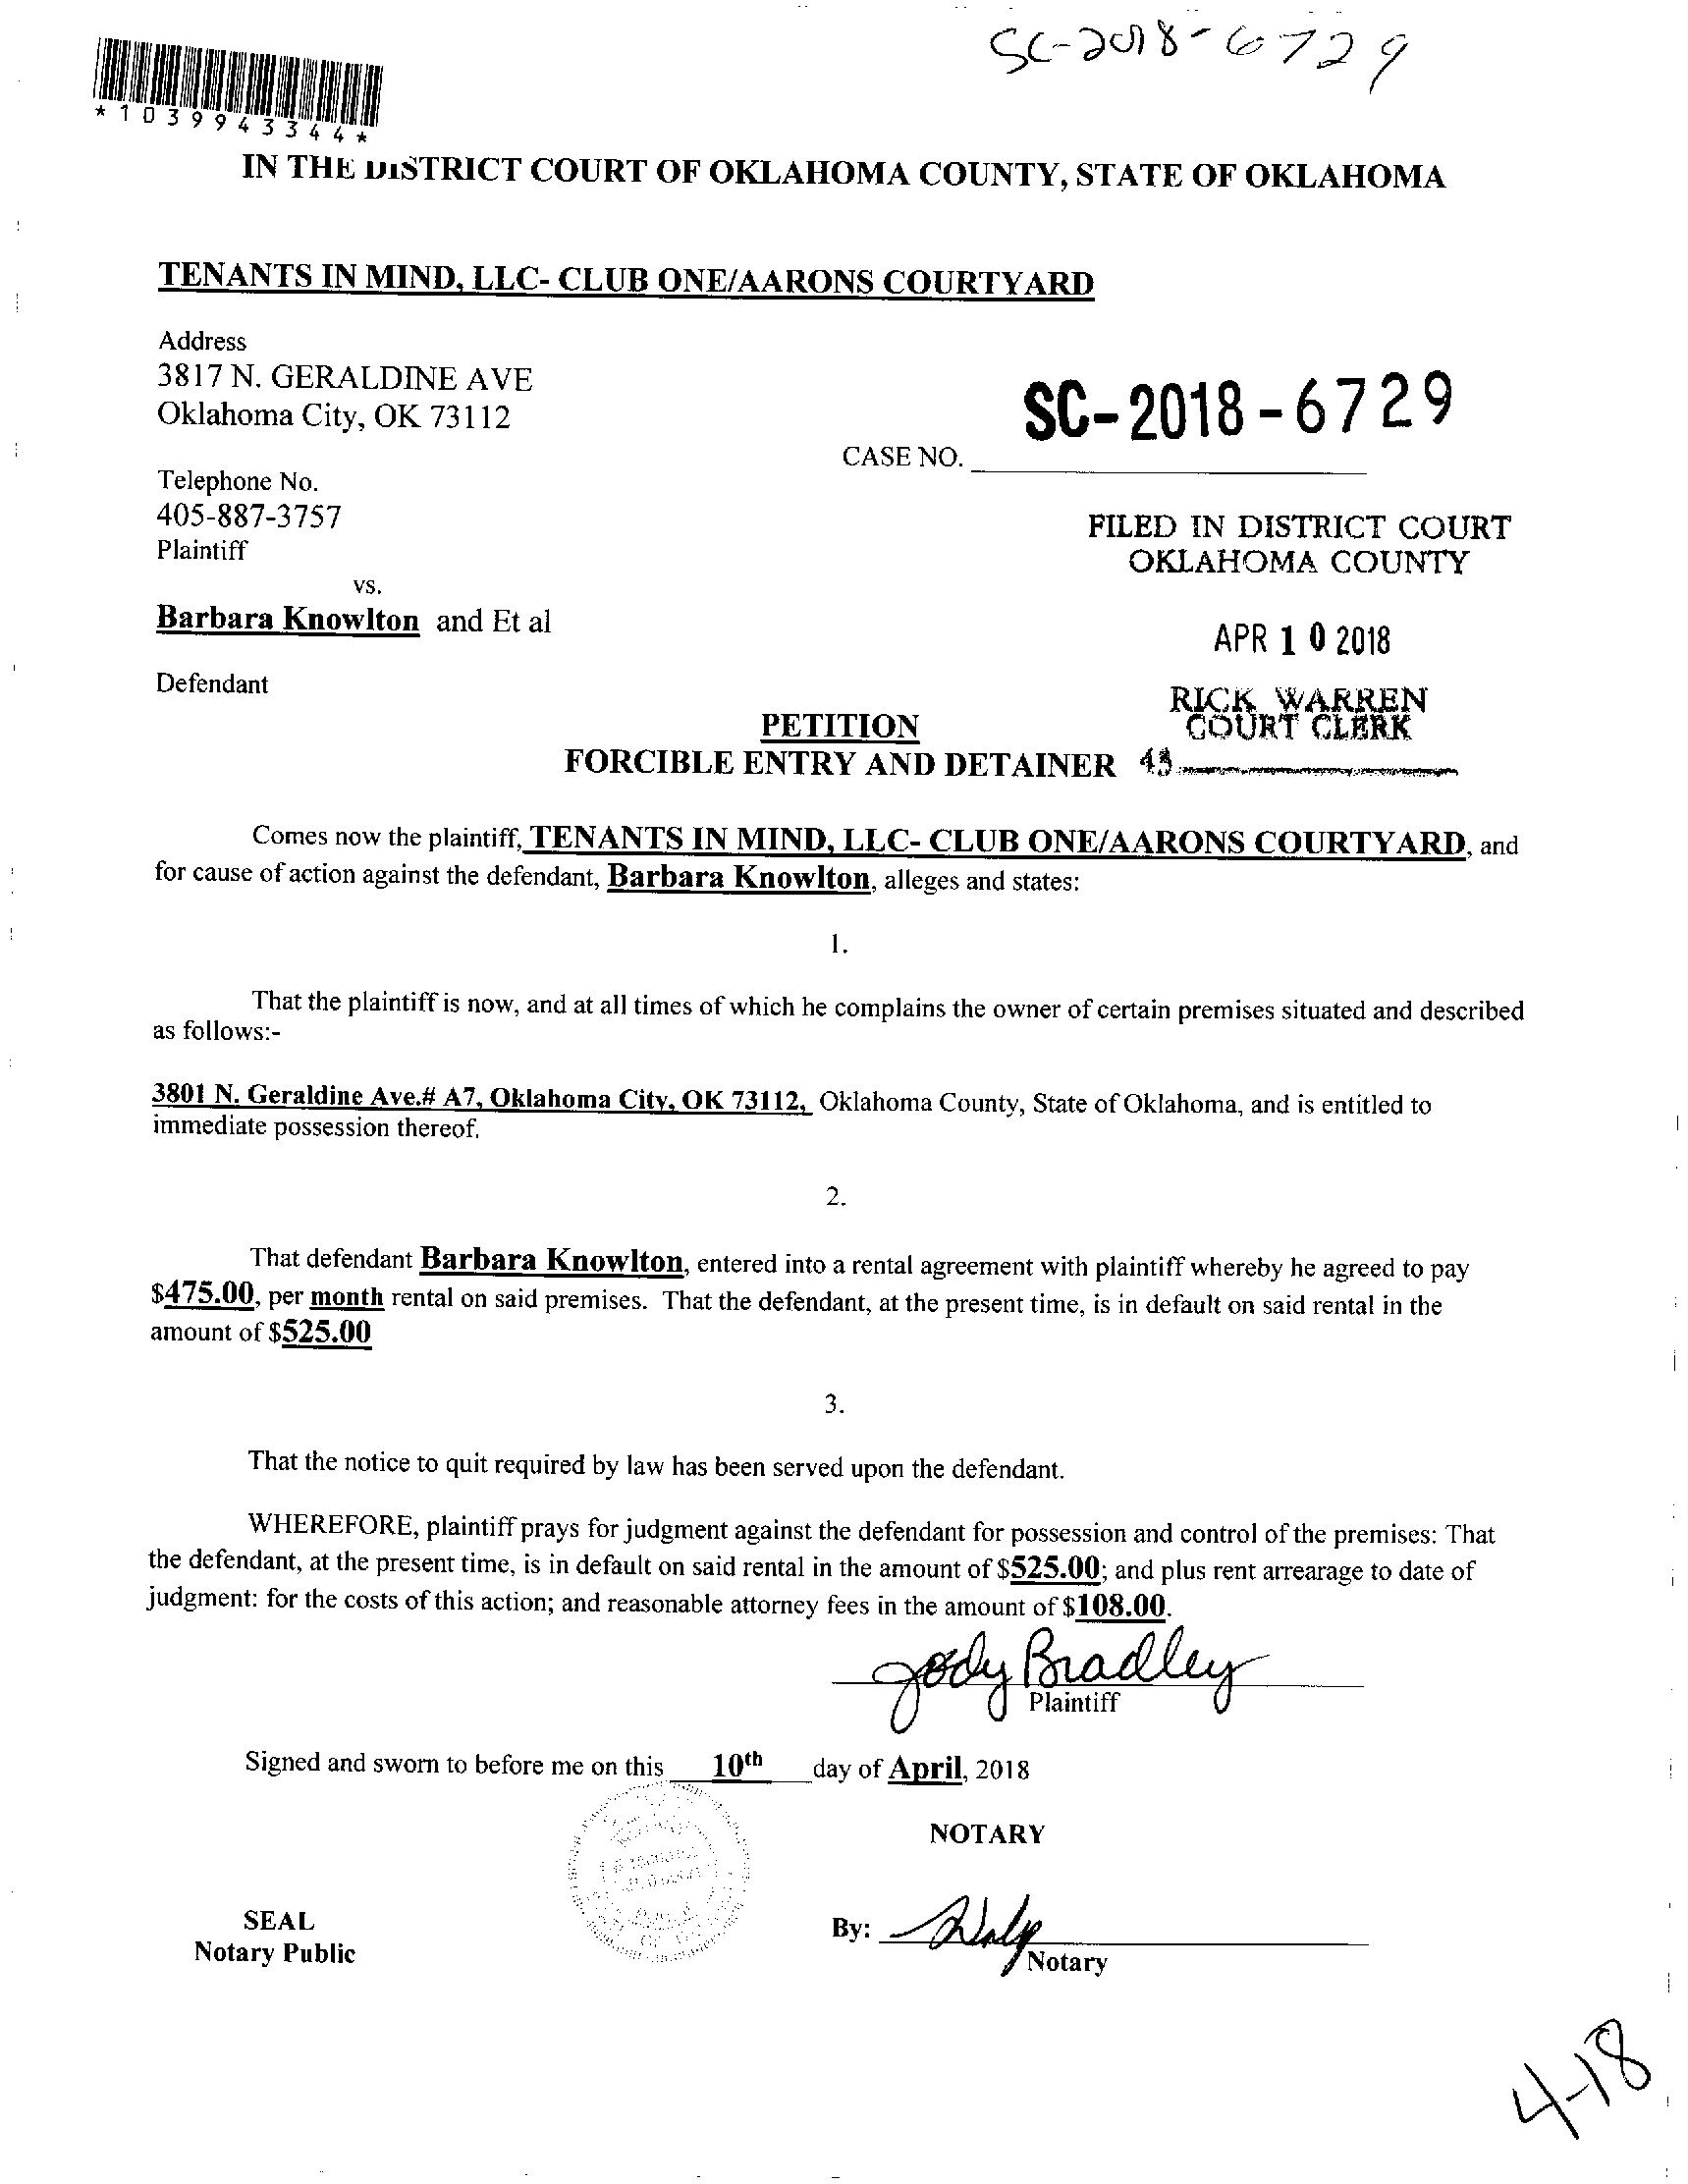 SC-2018-6729
*1039943344*
IN THE DISTRICT COURT OF OKLAHOMA COUNTY, STATE OF OKLAHOMA
TENANTS IN MIND, LLC- CLUB ONE/AARONS COURTYARD
Address
3817 N. GERALDINE AVE
Oklahoma City, OK 73112
SC-2018-6729
CASE NO.
Telephone No.
405-887-3757
Plaintiff
FILED IN DISTRICT COURT
OKLAHOMA COUNTY
vs.
Barbara Knowlton and Et al
APR 10 2018
Defendant
RICK WARREN
COURT CLERK
PETITION
FORCIBLE ENTRY AND DETAINER
43
Comes now the plaintiff, TENANTS IN MIND, LLC- CLUB ONE/AARONS COURTYARD, and
for cause of action against the defendant, Barbara Knowlton, alleges and states:
1.
That the plaintiff is now, and at all times of which he complains the owner of certain premises situated and described
as follows:-
3801 N. Geraldine Ave.# A7, Oklahoma City, OK 73112, Oklahoma County, State of Oklahoma, and is entitled to
immediate possession thereof.
2.
That defendant Barbara Knowlton, entered into a rental agreement with plaintiff whereby he agreed to pay
$475.00, per month rental on said premises. That the defendant, at the present time, is in default on said rental in the
amount of $525.00
3.
That the notice to quit required by law has been served upon the defendant.
WHEREFORE, plaintiff prays for judgment against the defendant for possession and control of the premises: That
the defendant, at the present time, is in default on said rental in the amount of $525.00; and plus rent arrearage to date of
judgment: for the costs of this action; and reasonable attorney fees in the amount of $108.00.
Jody Bradley
Plaintiff
Signed and sworn to before me on this 10th day of April, 2018
NOTARY
SEAL
Notary Public
By:
Notary
4-18